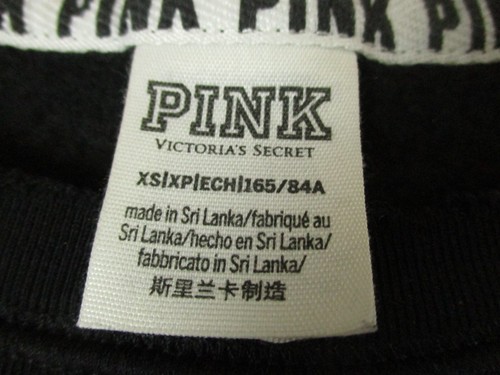 PINK PINK PI
PINK
VICTORIA'S SECRET
XS|XP|ECH|165/84A
made in Sri Lanka/fabriqué au
Sri Lanka/hecho en Sri Lanka/
fabbricato in Sri Lanka/
斯里兰卡制造